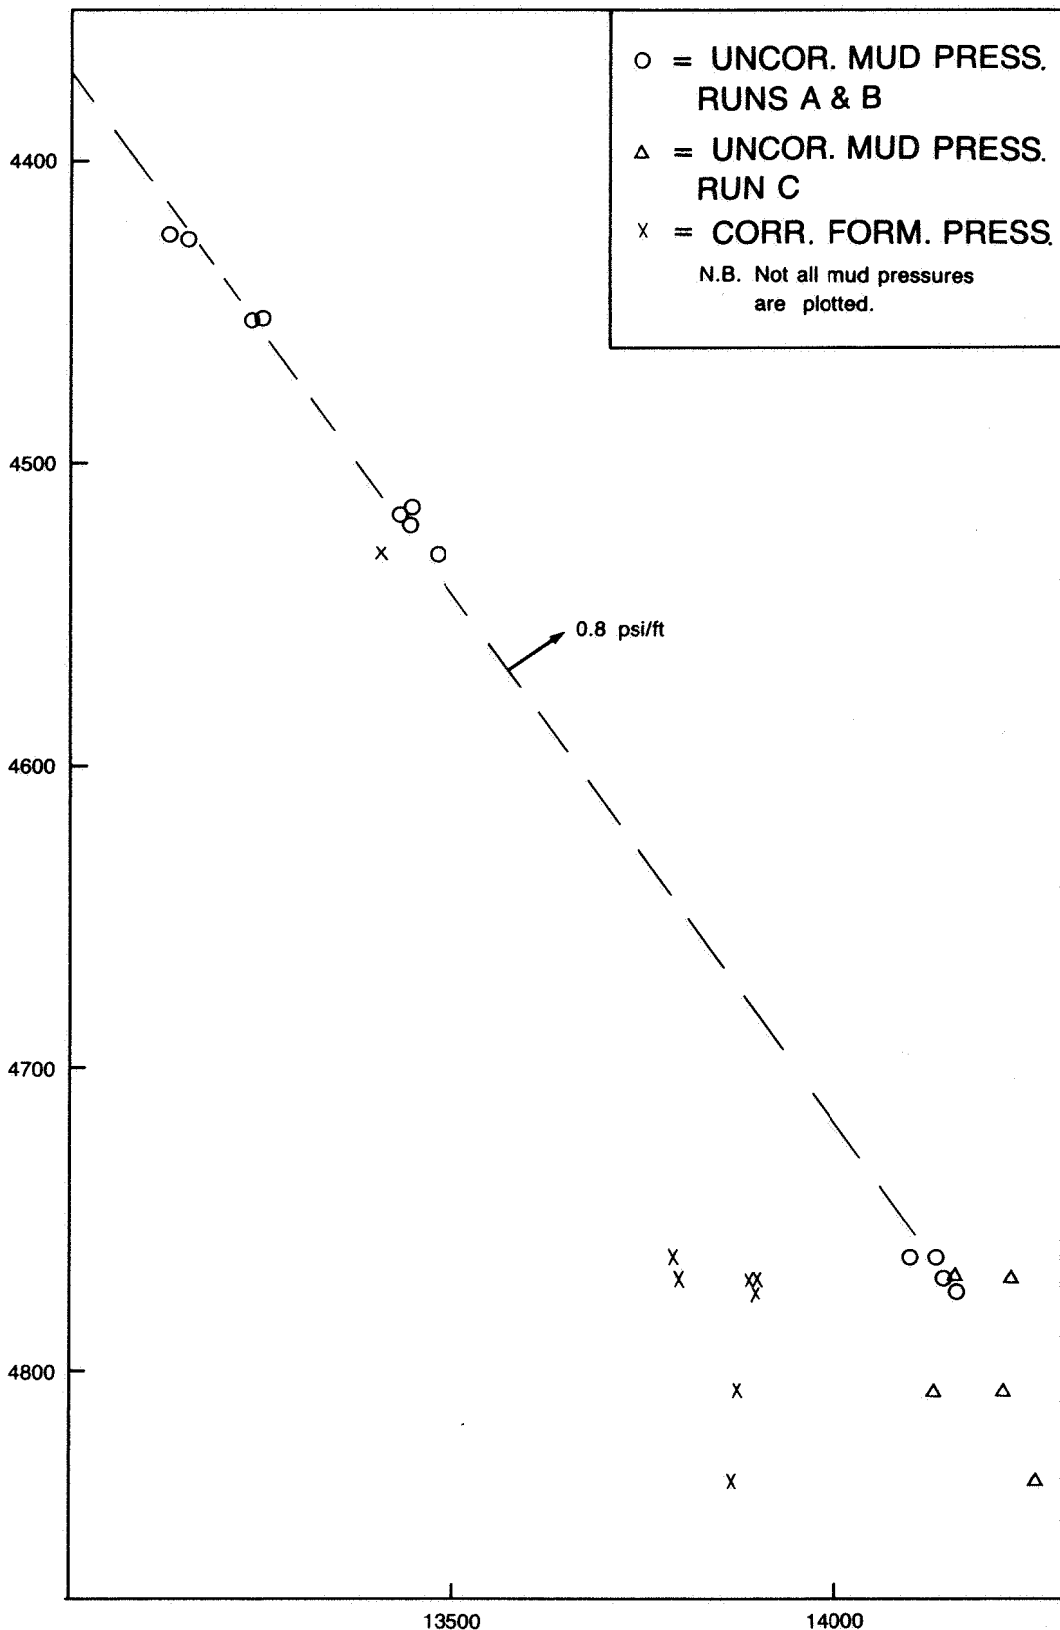 O = UNCOR. MUD PRESS.
RUNS A & B
△ = UNCOR. MUD PRESS.
RUN C
X = CORR. FORM. PRESS.
N.B. Not all mud pressures
are plotted.
4400
4500
0.8 psi/ft
4600
4700
4800
13500
14000